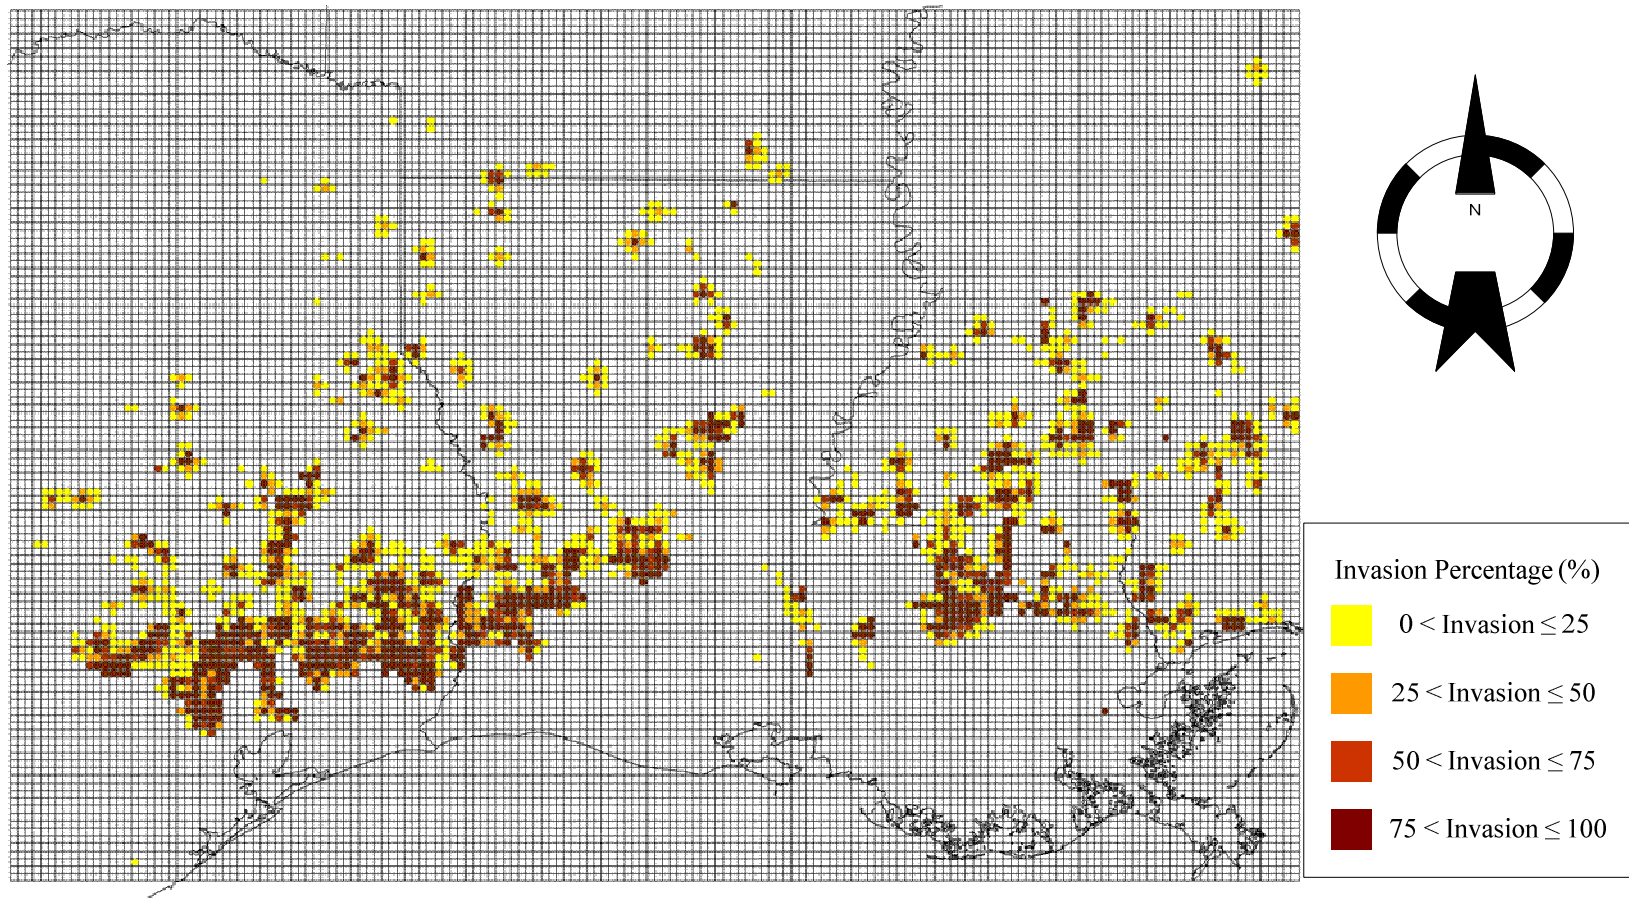 N
Invasion Percentage (%)
0 < Invasion ≤ 25
25 < Invasion ≤ 50
50 < Invasion ≤ 75
75 < Invasion ≤ 100